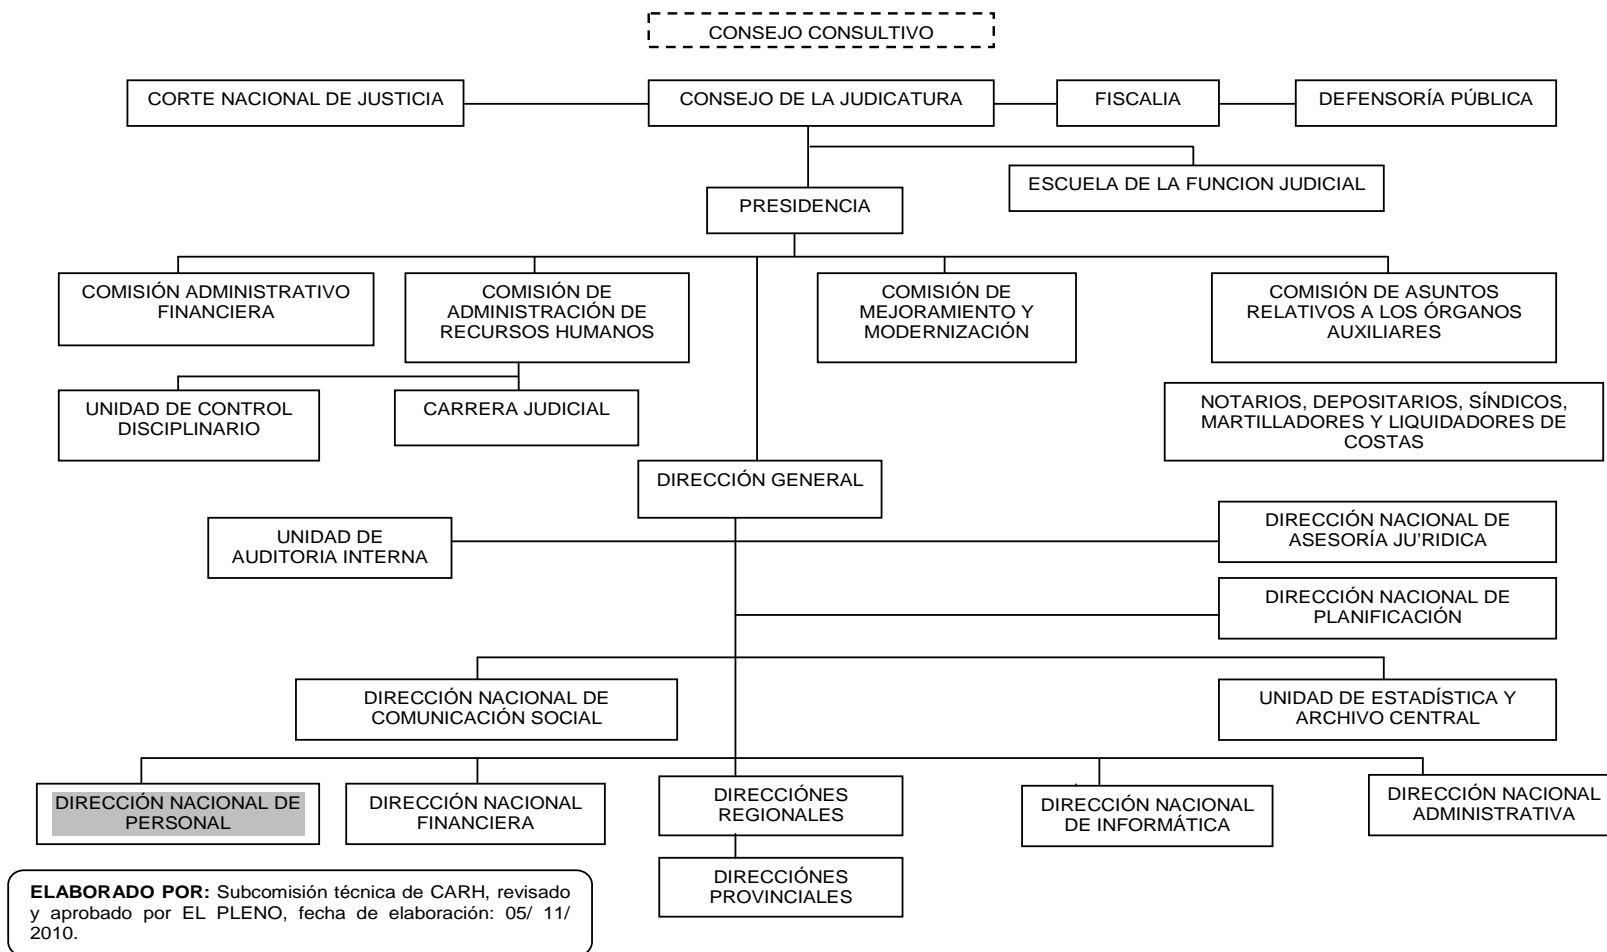 CONSEJO CONSULTIVO
CORTE NACIONAL DE JUSTICIA
CONSEJO DE LA JUDICATURA
FISCALIA
DEFENSORÍA PÚBLICA
ESCUELA DE LA FUNCION JUDICIAL
PRESIDENCIA
COMISIÓN ADMINISTRATIVO
FINANCIERA
COMISIÓN DE
ADMINISTRACIÓN DE
RECURSOS HUMANOS
COMISIÓN DE
MEJORAMIENTO Y
MODERNIZACIÓN
COMISIÓN DE ASUNTOS
RELATIVOS A LOS ÓRGANOS
AUXILIARES
UNIDAD DE CONTROL
DISCIPLINARIO
CARRERA JUDICIAL
NOTARIOS, DEPOSITARIOS, SÍNDICOS,
MARTILLADORES Y LIQUIDADORES DE
COSTAS
DIRECCIÓN GENERAL
UNIDAD DE
AUDITORIA INTERNA
DIRECCIÓN NACIONAL DE
ASESORÍA JU’RIDICA
DIRECCIÓN NACIONAL DE
PLANIFICACIÓN
DIRECCIÓN NACIONAL DE
COMUNICACIÓN SOCIAL
UNIDAD DE ESTADÍSTICA Y
ARCHIVO CENTRAL
DIRECCIÓN NACIONAL DE
PERSONAL
DIRECCIÓN NACIONAL
FINANCIERA
DIRECCIÓNES
REGIONALES
DIRECCIÓN NACIONAL
DE INFORMÁTICA
DIRECCIÓN NACIONAL
ADMINISTRATIVA
DIRECCIÓNES
PROVINCIALES
ELABORADO POR: Subcomisión técnica de CARH, revisado
y aprobado por EL PLENO, fecha de elaboración: 05/ 11/
2010.